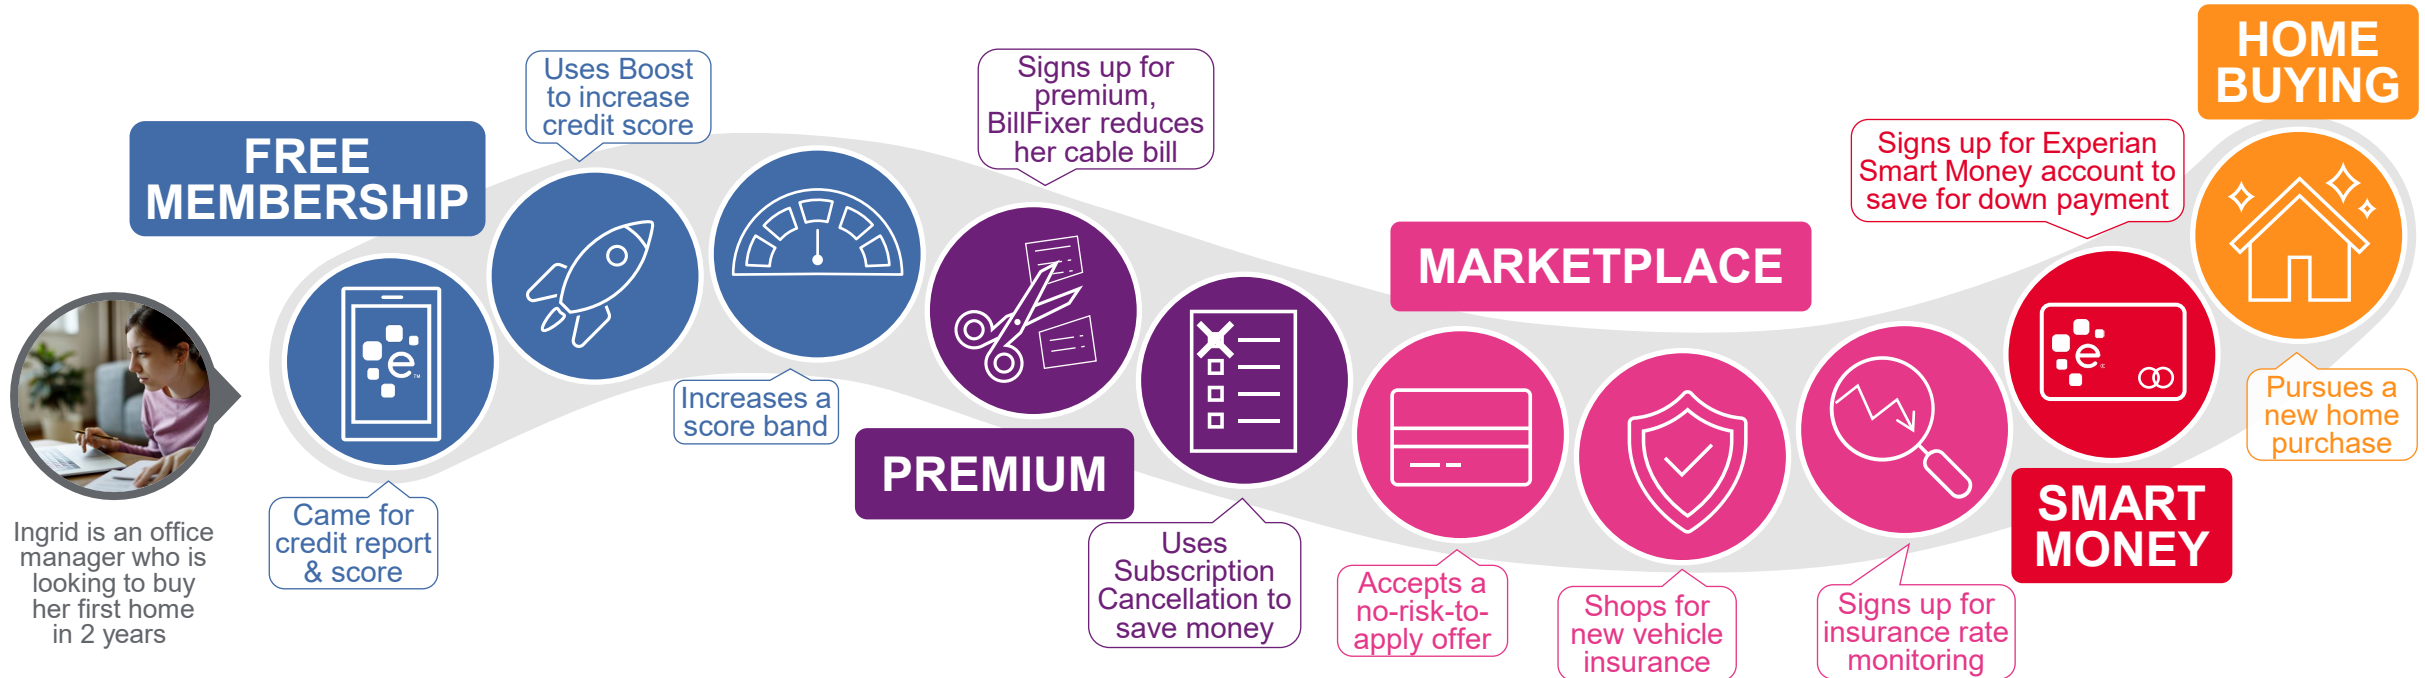 HOME
BUYING
Uses Boost
to increase
credit score
Signs up for
premium,
BillFixer reduces
her cable bill
FREE
MEMBERSHIP
Signs up for Experian
Smart Money account to
save for down payment
MARKETPLACE
e
e
Increases a
score band
Pursues a
new home
purchase
PREMIUM
SMART
MONEY
Ingrid is an office
manager who is
looking to buy
her first home
in 2 years
Came for
credit report
& score
Uses
Subscription
Cancellation to
save money
Accepts a
no-risk-to-
apply offer
Shops for
new vehicle
insurance
Signs up for
insurance rate
monitoring